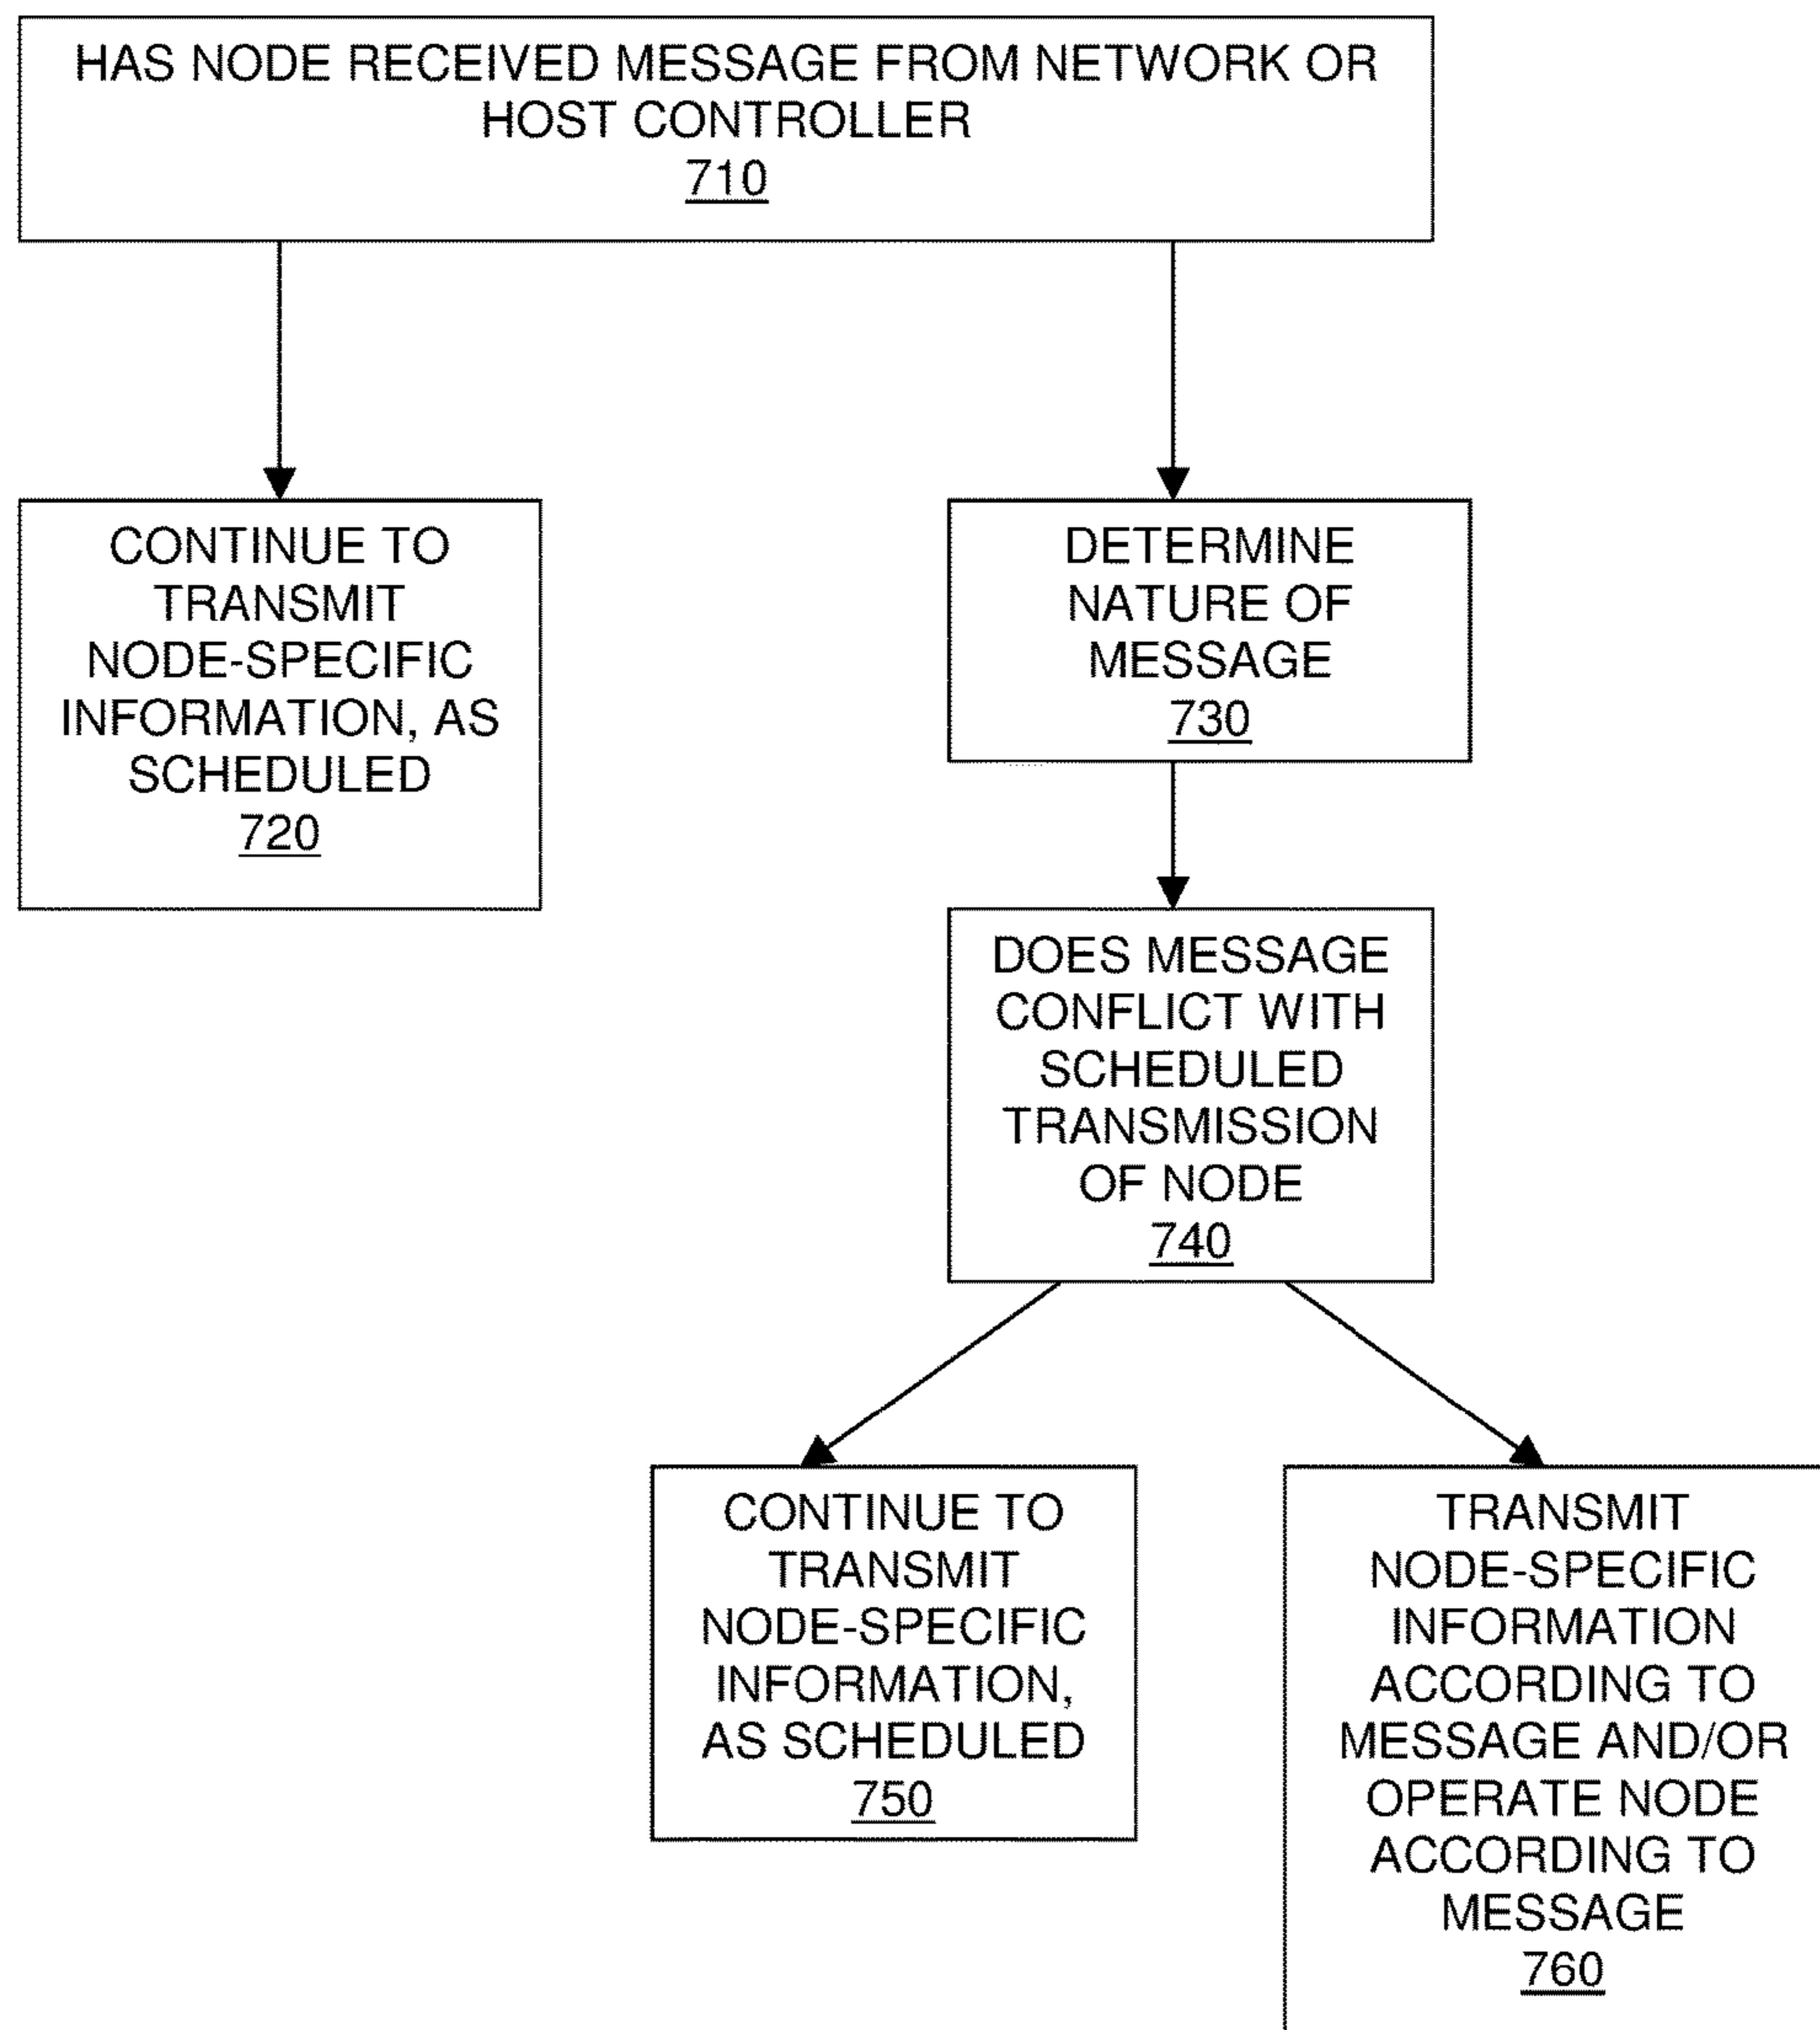 HAS NODE RECEIVED MESSAGE FROM NETWORK OR
HOST CONTROLLER
710
CONTINUE TO
TRANSMIT
NODE-SPECIFIC
INFORMATION, AS
SCHEDULED
720
DETERMINE
NATURE OF
MESSAGE
730
DOES MESSAGE
CONFLICT WITH
SCHEDULED
TRANSMISSION
OF NODE
740
CONTINUE TO
TRANSMIT
NODE-SPECIFIC
INFORMATION,
AS SCHEDULED
750
TRANSMIT
NODE-SPECIFIC
INFORMATION
ACCORDING TO
MESSAGE AND/OR
OPERATE NODE
ACCORDING TO
MESSAGE
760